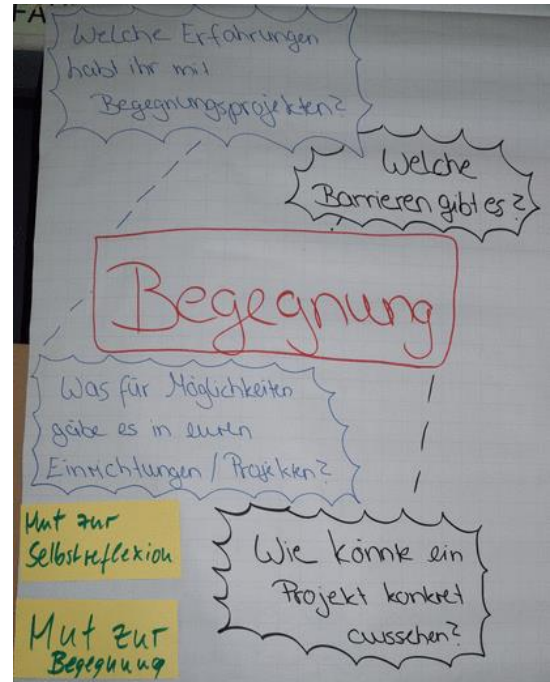 FA
Welche Erfahrungen
habt ihr mit
Begegnungsprojekten?
Welche
Barrieren gibt es?
Begegnung
Was für Möglichkeiten
gäbe es in euren
Einrichtungen / Projekten?
Mut zur
Selbstreflexion
Mut zur
Begegnung
Wie könnte ein
Projekt konkret
aussehen?